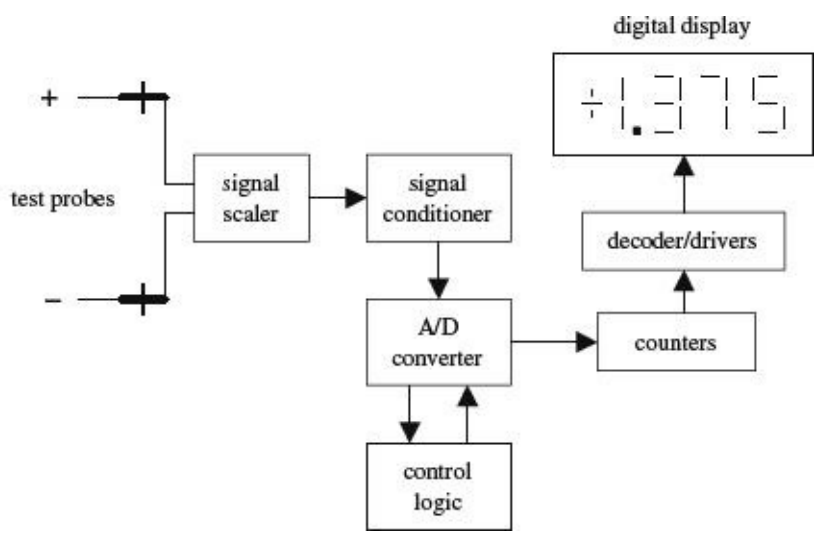 digital display
+1.375
+
test probes
−
signal
scaler
signal
conditioner
decoder/drivers
A/D
converter
counters
control
logic